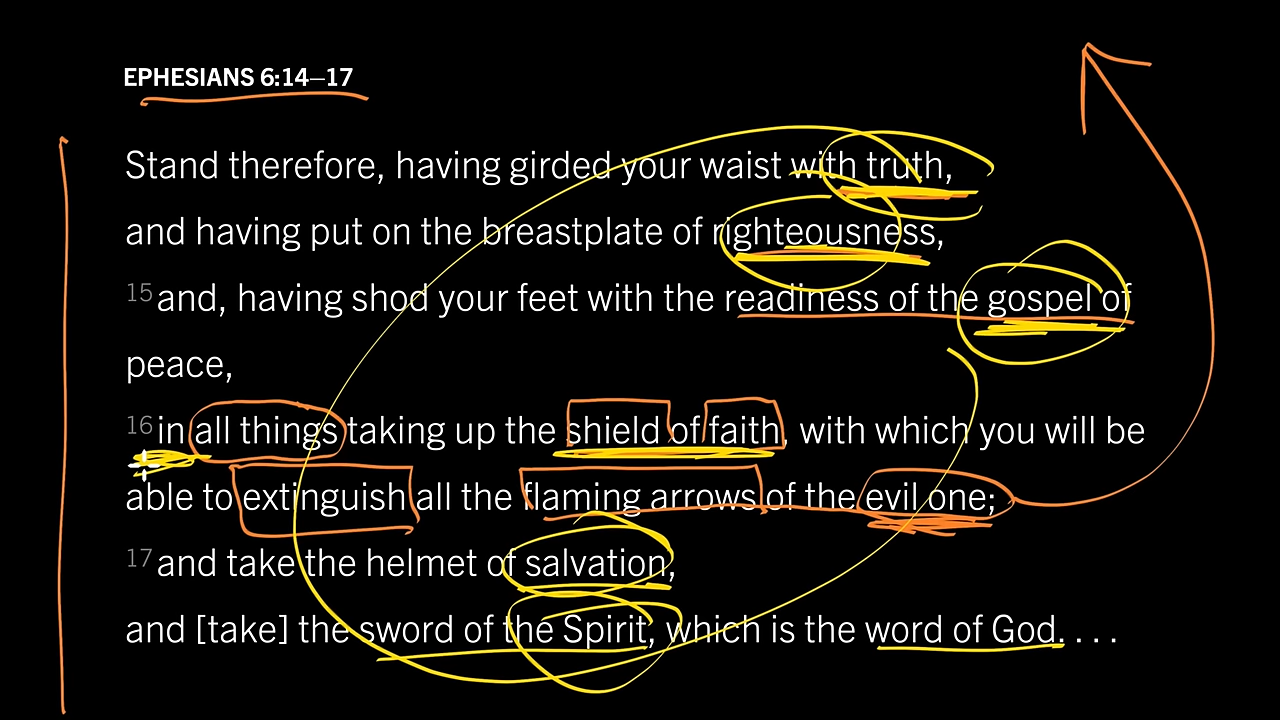 EPHESIANS 6:14–17
Stand therefore, having girded your waist with truth,
and having put on the breastplate of righteousness,
15 and, having shod your feet with the readiness of the gospel of
peace,
16 in all things taking up the shield of faith, with which you will be
able to extinguish all the flaming arrows of the evil one;
17 and take the helmet of salvation,
and [take] the sword of the Spirit, which is the word of God. . . .